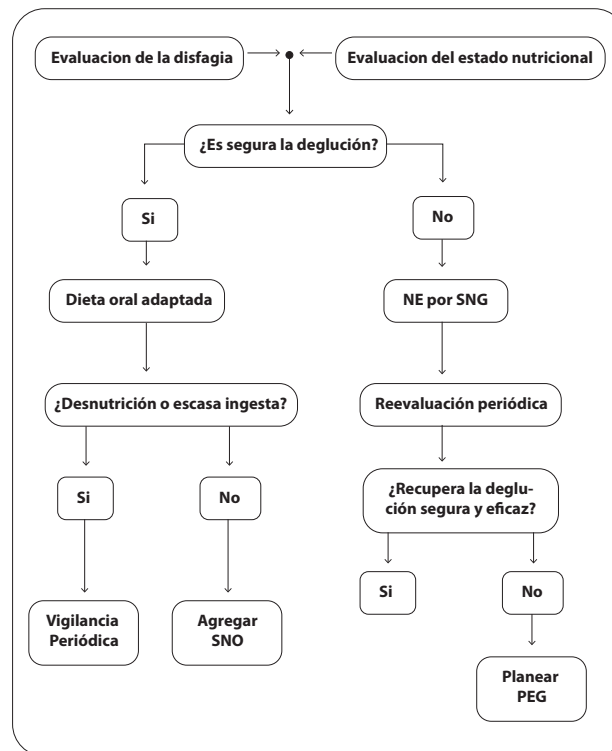 Evaluacion de la disfagia
Evaluacion del estado nutricional
¿Es segura la deglución?
Si
No
Dieta oral adaptada
NE por SNG
¿Desnutrición o escasa ingesta?
Reevaluación periódica
Si
No
¿Recupera la deglu-
ción segura y eficaz?
Si
No
Vigilancia
Periódica
Agregar
SNO
Planear
PEG